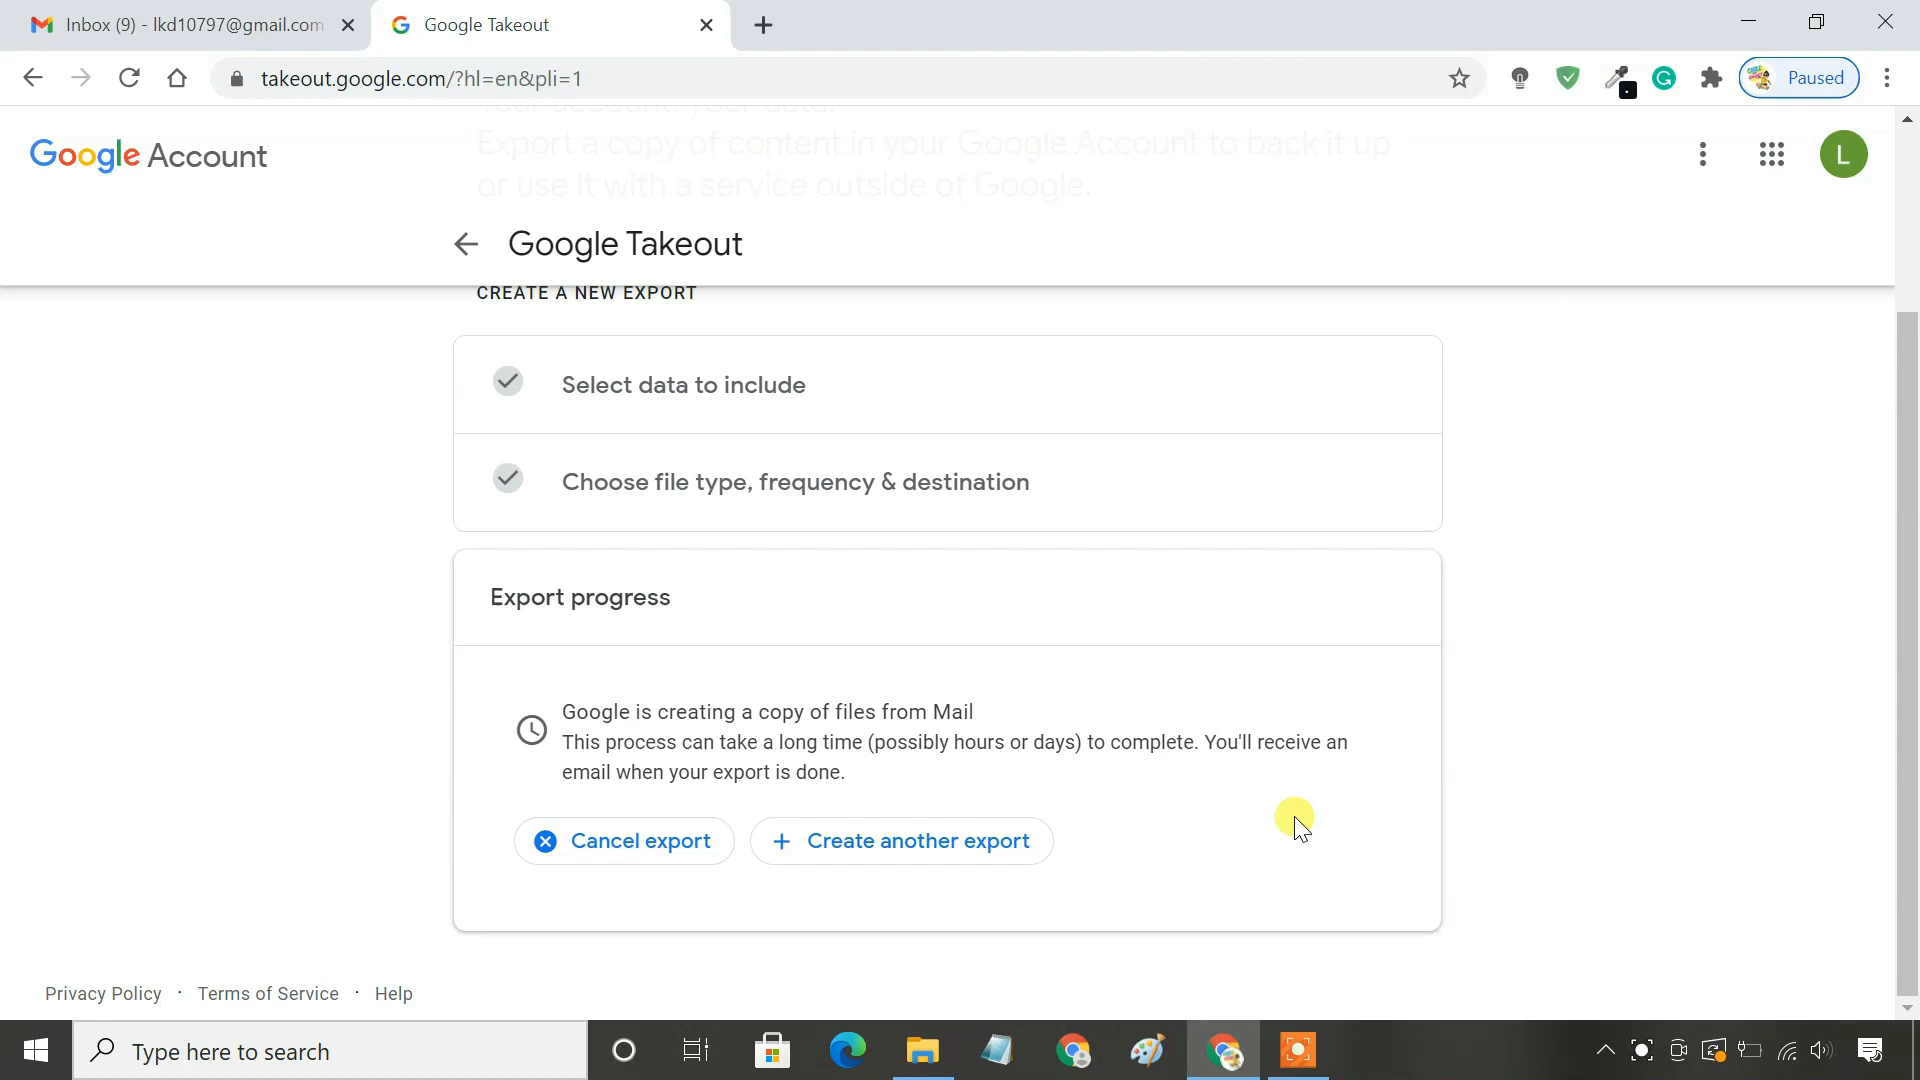 Inbox (9) - lkd10797@gmail.com
Google Takeout
takeout.google.com/?hl=en&pli=1
Paused
Your account, your data.
Export a copy of content in your Google Account to back it up
or use it with a service outside of Google.
Google Account
L
Google Takeout
CREATE A NEW EXPORT
Select data to include
Choose file type, frequency & destination
Export progress
Google is creating a copy of files from Mail
This process can take a long time (possibly hours or days) to complete. You'll receive an
email when your export is done.
Cancel export
Create another export
Privacy Policy · Terms of Service · Help
Type here to search